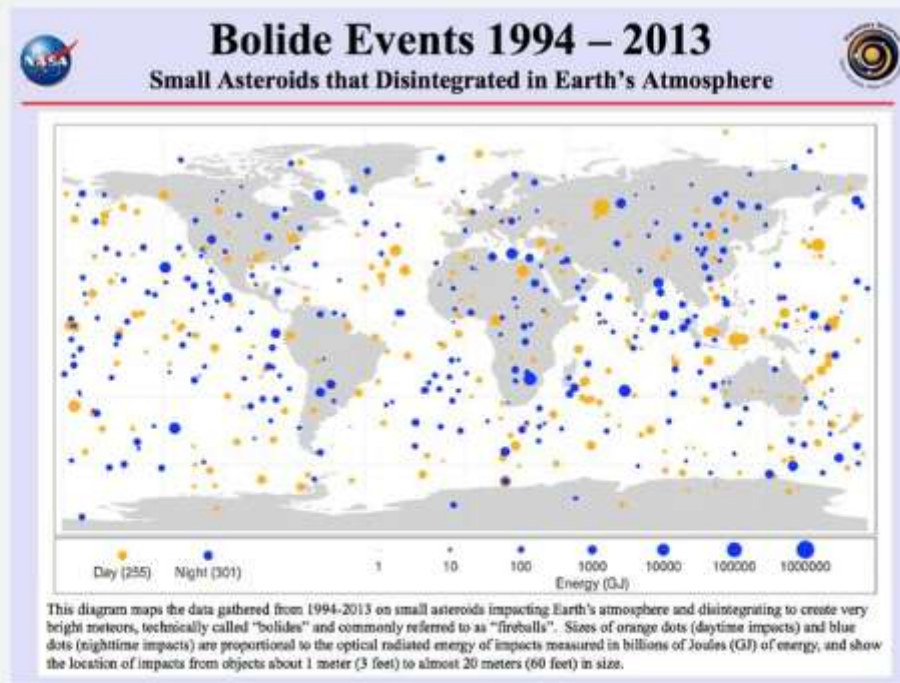 NASA
Bolide Events 1994 – 2013
Small Asteroids that Disintegrated in Earth's Atmosphere
Day (255) Night (301) 1 10 100 1000 10000 100000 1000000
Energy (GJ)
This diagram maps the data gathered from 1994-2013 on small asteroids impacting Earth's atmosphere and disintegrating to create very
bright meteors, technically called "bolides" and commonly referred to as "fireballs".  Sizes of orange dots (daytime impacts) and blue
dots (nighttime impacts) are proportional to the optical radiated energy of impacts measured in billions of Joules (GJ) of energy, and show
the location of impacts from objects about 1 meter (3 feet) to almost 20 meters (60 feet) in size.